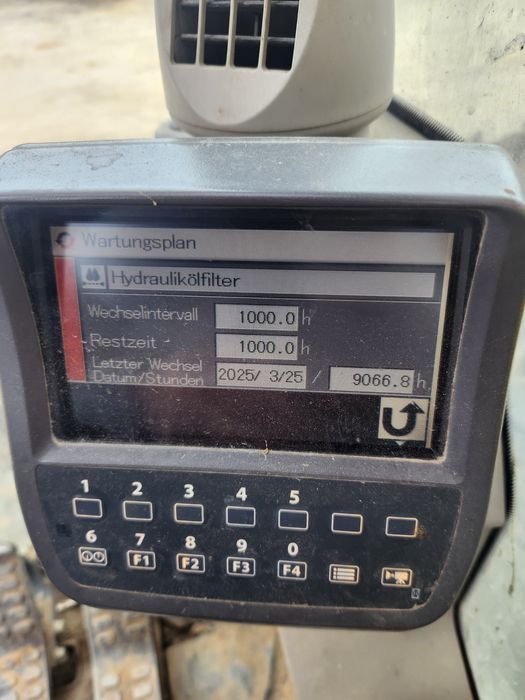 Wartungsplan
Hydraulikölfilter
Wechselintervall 1000.0 h
Restzeit 1000.0 h
Letzter Wechsel
Datum/Stunden 2025/ 3/25 / 9066.8 h
1 2 3 4 5
6 7 8 9 0
F1 F2 F3 F4